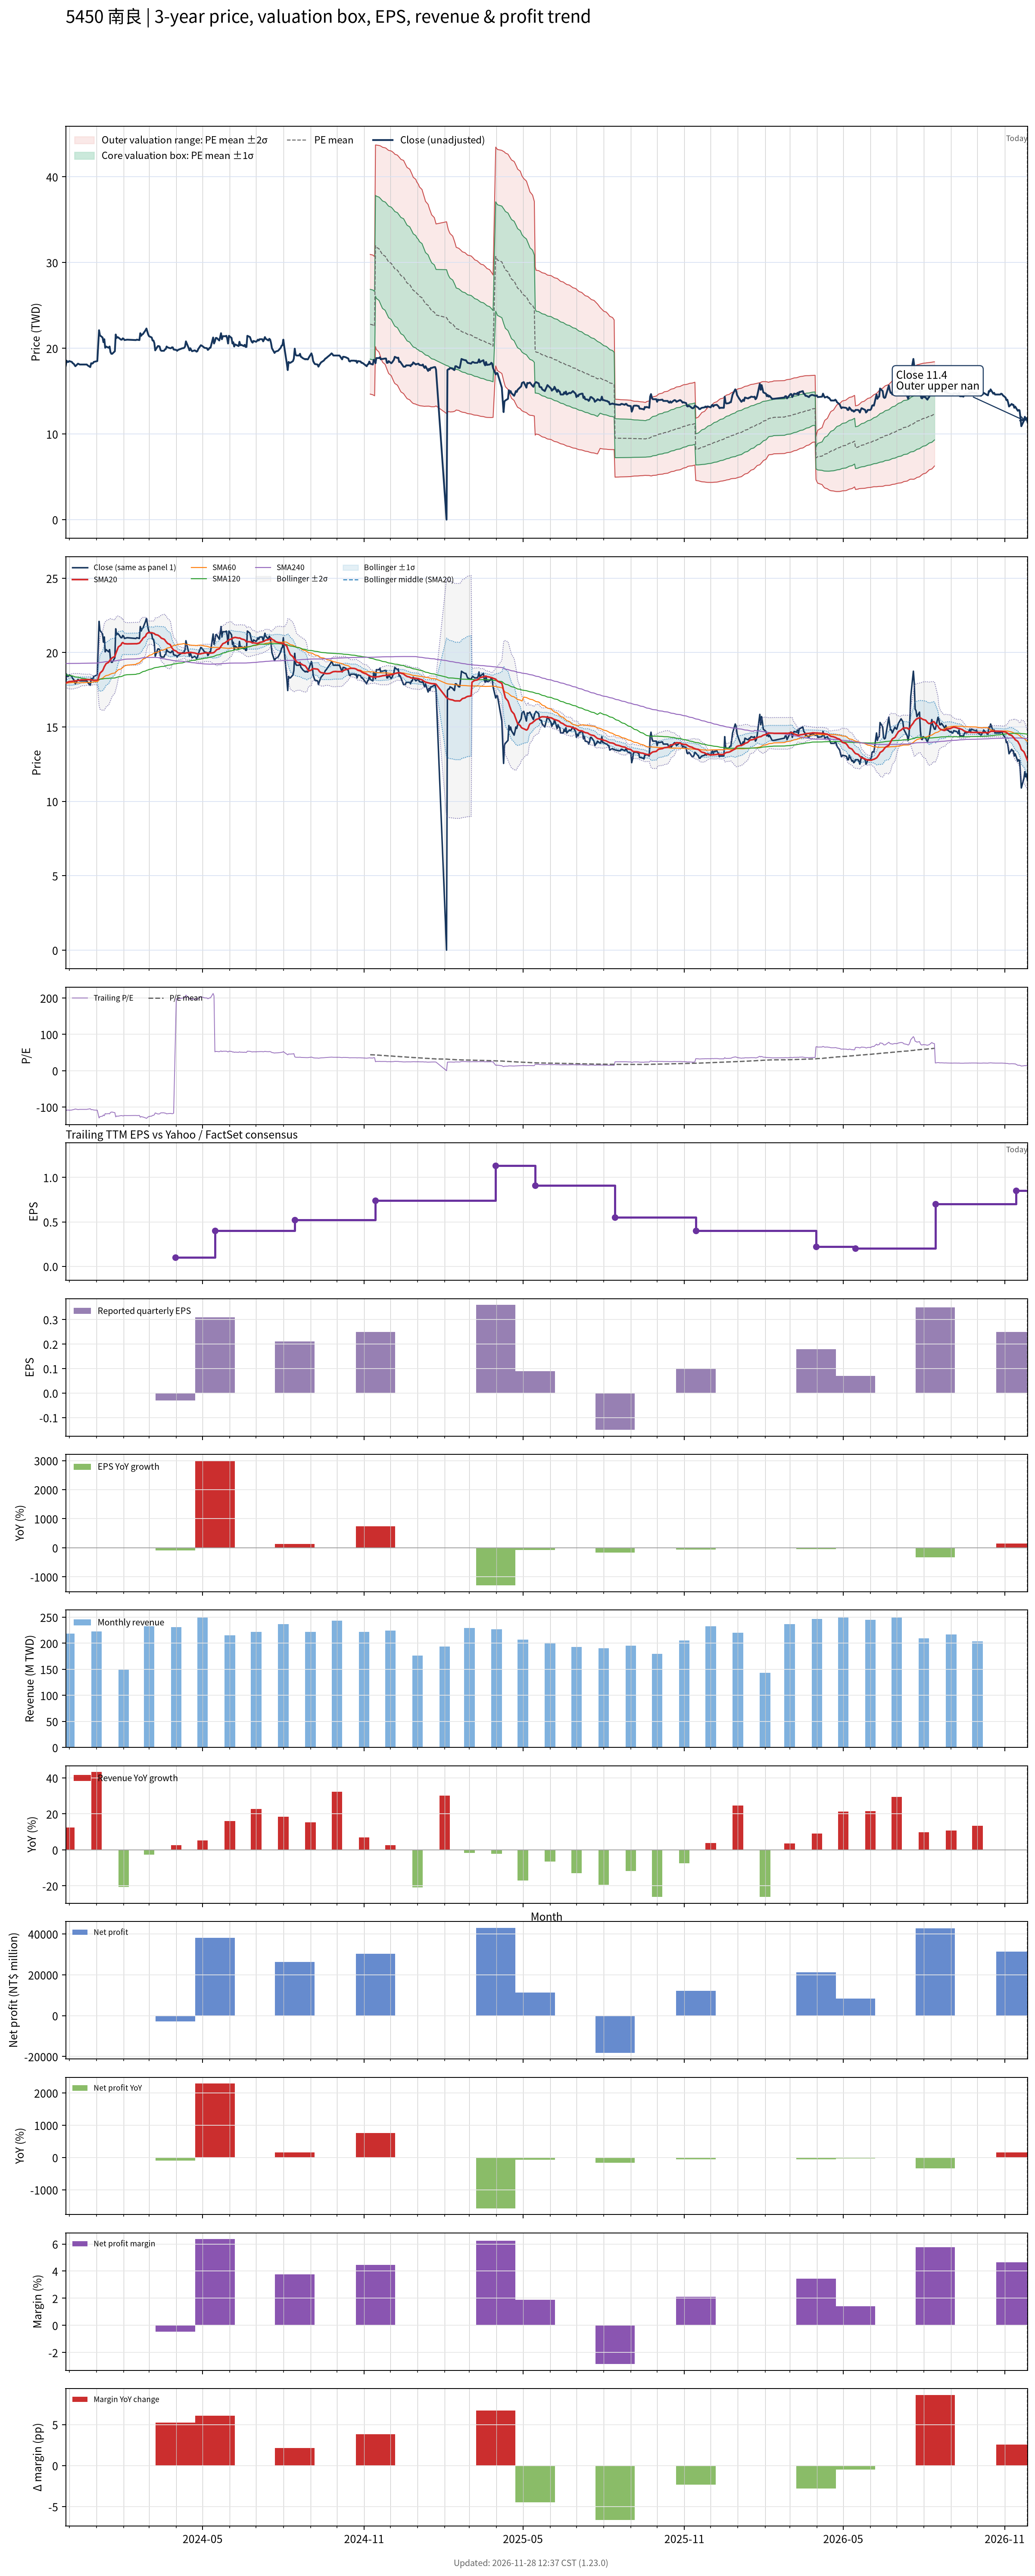 5450 南良 | 3-year price, valuation box, EPS, revenue & profit trend
Outer valuation range: PE mean ±2σ
PE mean
Close (unadjusted)
Core valuation box: PE mean ±1σ
Today
Price (TWD)
40
30
20
10
0
Close 11.4
Outer upper nan
Close (same as panel 1)
SMA60
SMA240
Bollinger ±1σ
SMA20
SMA120
Bollinger ±2σ
Bollinger middle (SMA20)
Price
25
20
15
10
5
0
Trailing P/E
P/E mean
P/E
200
100
0
-100
Trailing TTM EPS vs Yahoo / FactSet consensus
Today
EPS
1.0
0.5
0.0
Reported quarterly EPS
EPS
0.3
0.2
0.1
0.0
-0.1
EPS YoY growth
YoY (%)
3000
2000
1000
0
-1000
Monthly revenue
Revenue (M TWD)
250
200
150
100
50
0
Revenue YoY growth
YoY (%)
40
20
0
-20
Month
Net profit
Net profit (NT$ million)
40000
20000
0
-20000
Net profit YoY
YoY (%)
2000
1000
0
-1000
Net profit margin
Margin (%)
6
4
2
0
-2
Margin YoY change
Δ margin (pp)
5
0
-5
2024-05
2024-11
2025-05
2025-11
2026-05
2026-11
Updated: 2026-11-28 12:37 CST (1.23.0)